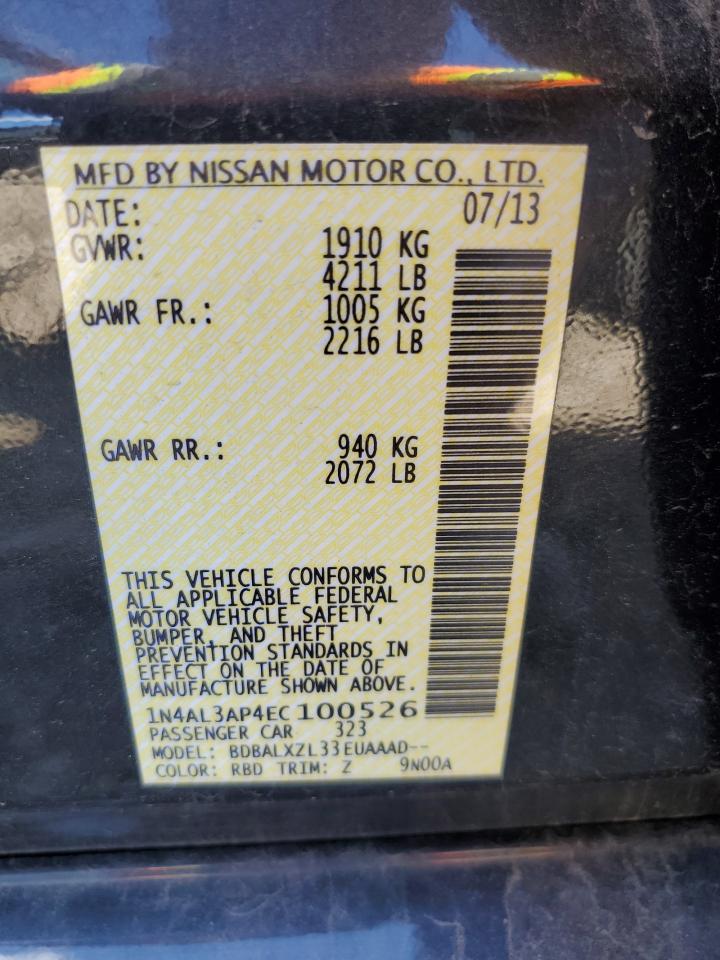 MFD BY NISSAN MOTOR CO., LTD.
DATE: 07/13
GVWR: 1910 KG
4211 LB
GAWR FR.: 1005 KG
2216 LB
GAWR RR.: 940 KG
2072 LB
THIS VEHICLE CONFORMS TO
ALL APPLICABLE FEDERAL
MOTOR VEHICLE SAFETY,
BUMPER, AND THEFT
PREVENTION STANDARDS IN
EFFECT ON THE DATE OF
MANUFACTURE SHOWN ABOVE.
1N4AL3AP4EC100526
PASSENGER CAR 323
MODEL: BDBALXZL33EUAAAD--
COLOR: RBD TRIM: Z 9N00A